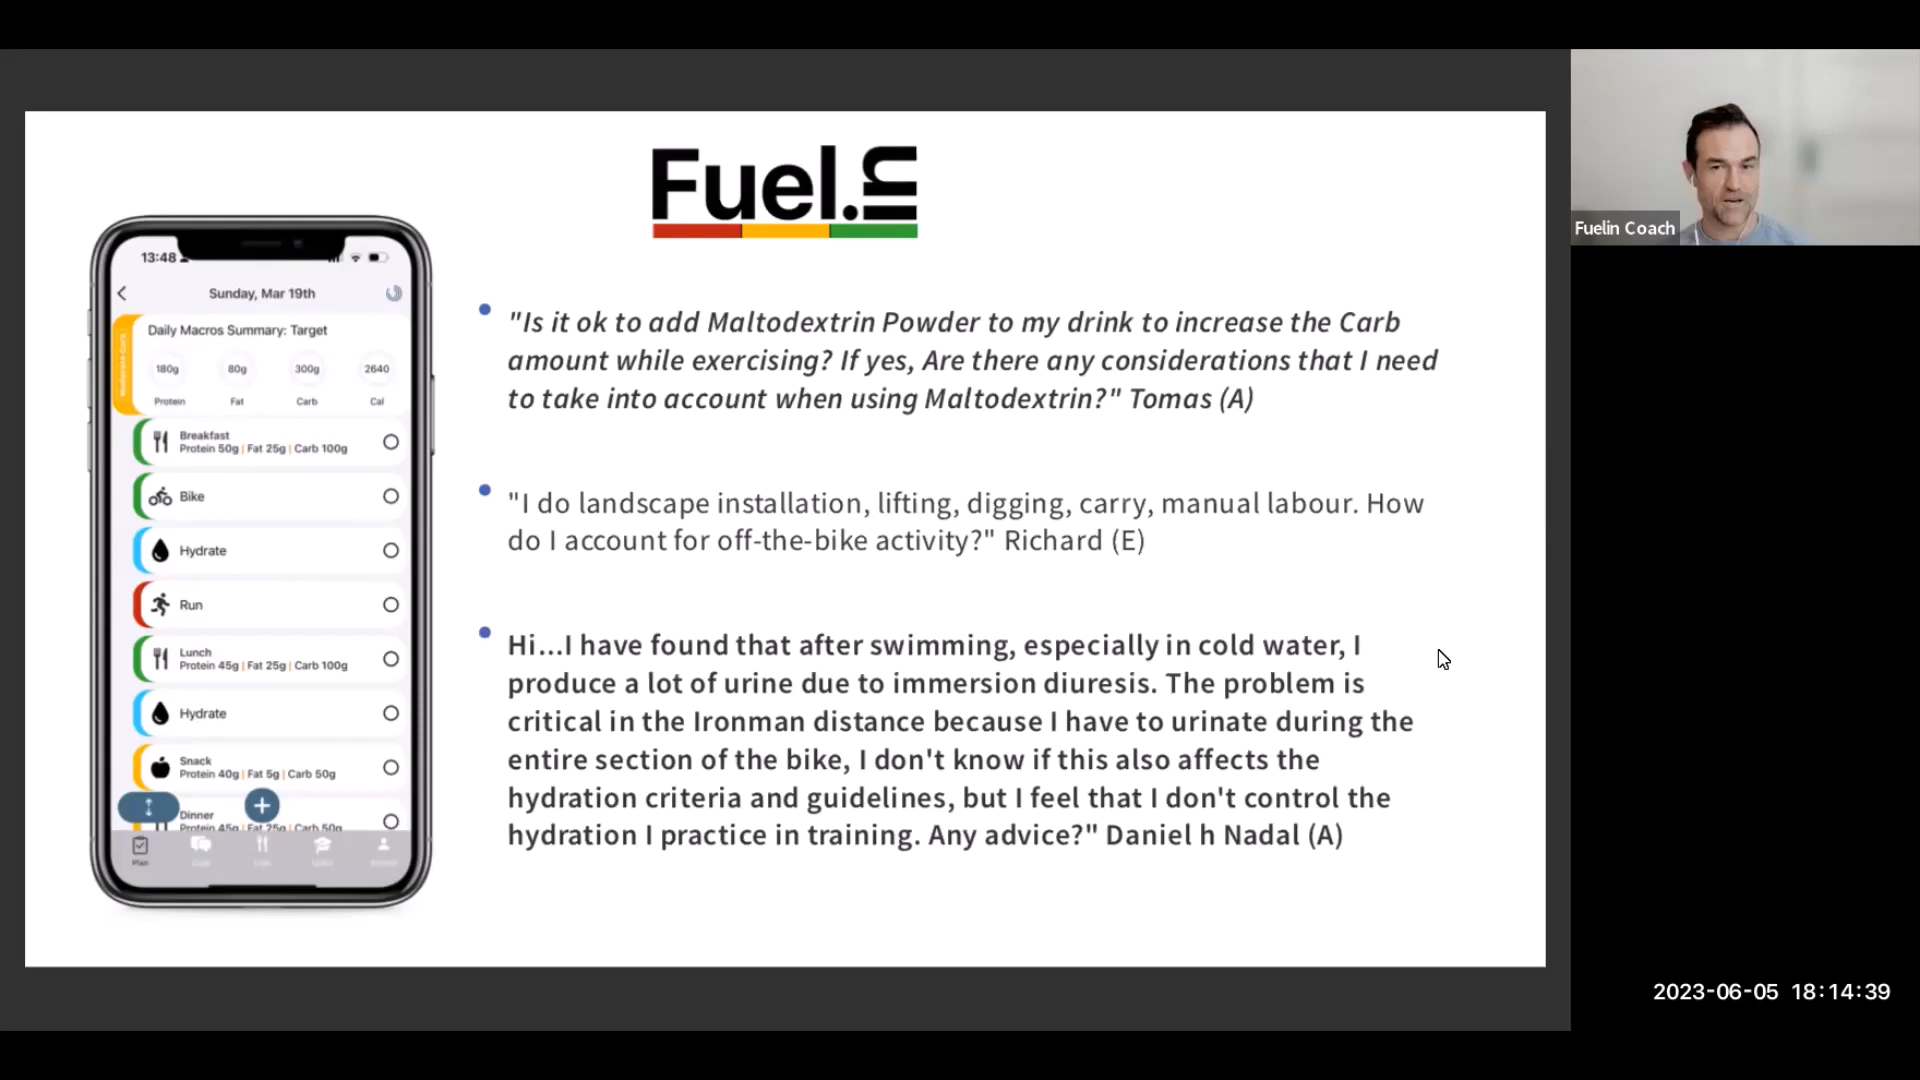 Fuel.in
13:48
Sunday, Mar 19th
Daily Macros Summary: Target
180g
80g
300g
2640
Protein
Fat
Carb
Cal
Breakfast
Protein 50g | Fat 25g | Carb 100g
Bike
Hydrate
Run
Lunch
Protein 45g | Fat 25g | Carb 100g
Hydrate
Snack
Protein 40g | Fat 5g | Carb 50g
Dinner
Protein 45g | Fat 25g | Carb 50g
Plan
"Is it ok to add Maltodextrin Powder to my drink to increase the Carb
amount while exercising? If yes, Are there any considerations that I need
to take into account when using Maltodextrin?" Tomas (A)
"I do landscape installation, lifting, digging, carry, manual labour. How
do I account for off-the-bike activity?" Richard (E)
Hi...I have found that after swimming, especially in cold water, I
produce a lot of urine due to immersion diuresis. The problem is
critical in the Ironman distance because I have to urinate during the
entire section of the bike, I don't know if this also affects the
hydration criteria and guidelines, but I feel that I don't control the
hydration I practice in training. Any advice?" Daniel h Nadal (A)
Fuelin Coach
2023-06-05 18:14:39